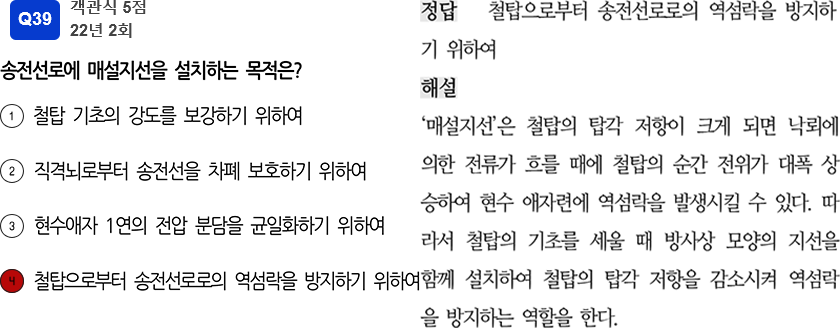 Q39
객관식 5점
22년 2회
송전선로에 매설지선을 설치하는 목적은?
1 철탑 기초의 강도를 보강하기 위하여
2 직격뇌로부터 송전선을 차폐 보호하기 위하여
3 현수애자 1연의 전압 분담을 균일화하기 위하여
4 철탑으로부터 송전선로로의 역섬락을 방지하기 위하여
정답 철탑으로부터 송전선로로의 역섬락을 방지하
기 위하여
해설
‘매설지선’은 철탑의 탑각 저항이 크게 되면 낙뢰에
의한 전류가 흐를 때에 철탑의 순간 전위가 대폭 상
승하여 현수 애자련에 역섬락을 발생시킬 수 있다. 따
라서 철탑의 기초를 세울 때 방사상 모양의 지선을
함께 설치하여 철탑의 탑각 저항을 감소시켜 역섬락
을 방지하는 역할을 한다.